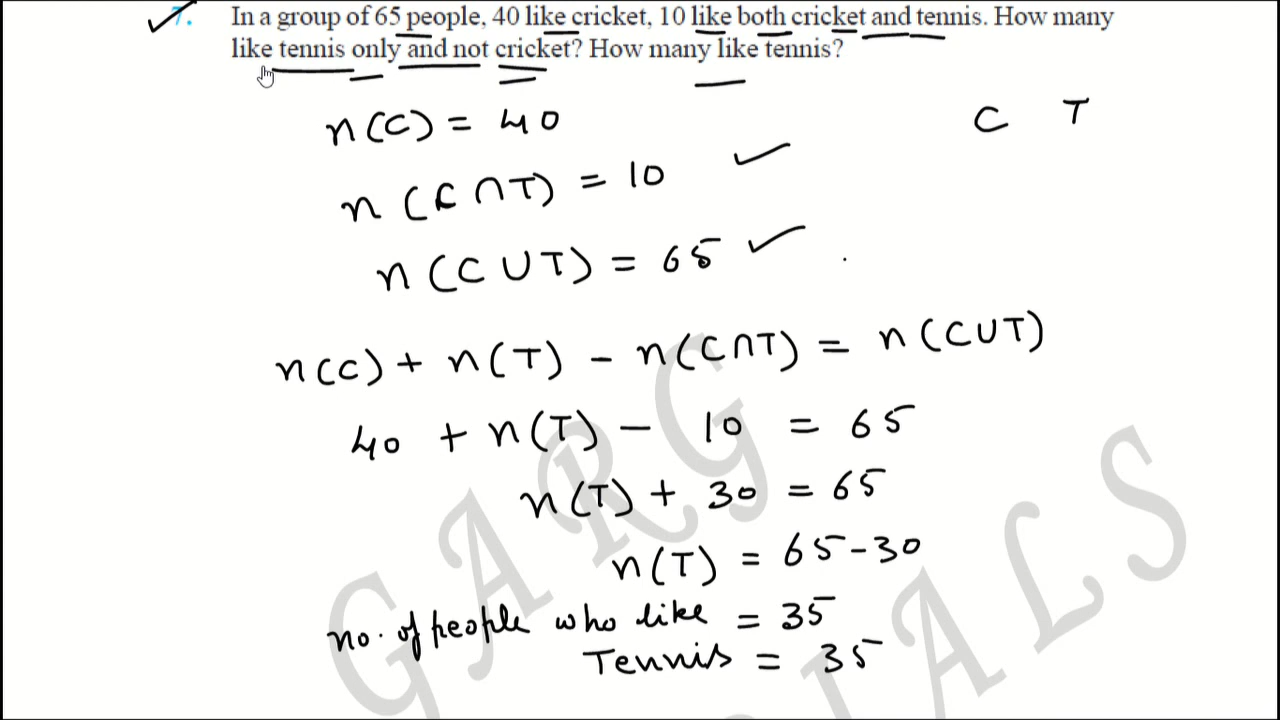 7. In a group of 65 people, 40 like cricket, 10 like both cricket and tennis. How many
like tennis only and not cricket? How many like tennis?
n(C) = 40
C T
n(C∩T) = 10
n(C∪T) = 65
n(C) + n(T) - n(C∩T) = n(C∪T)
40 + n(T) - 10 = 65
n(T) + 30 = 65
n(T) = 65-30
no. of people who like = 35
Tennis = 35
GARG
IALS